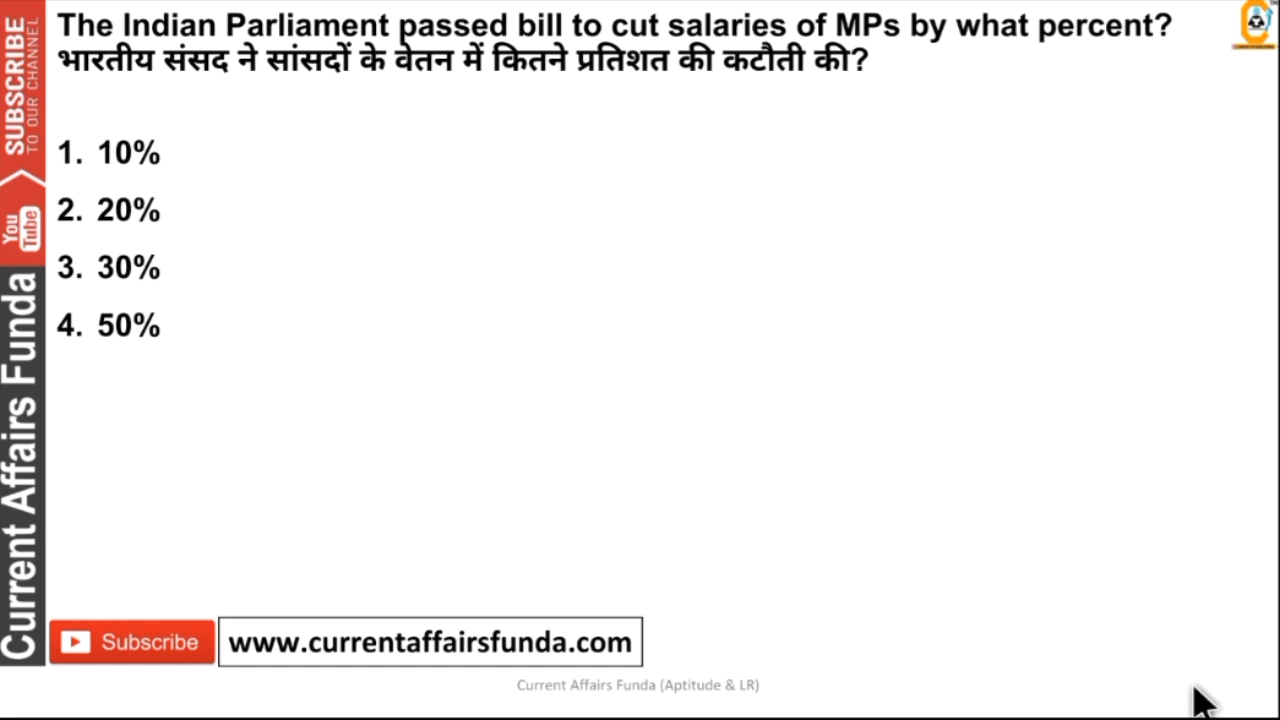 The Indian Parliament passed bill to cut salaries of MPs by what percent?
भारतीय संसद ने सांसदों के वेतन में कितने प्रतिशत की कटौती की?
1. 10%
2. 20%
3. 30%
4. 50%
SUBSCRIBE
TO OUR CHANNEL
You
Tube
Current Affairs Funda
Subscribe
www.currentaffairsfunda.com
Current Affairs Funda (Aptitude & LR)